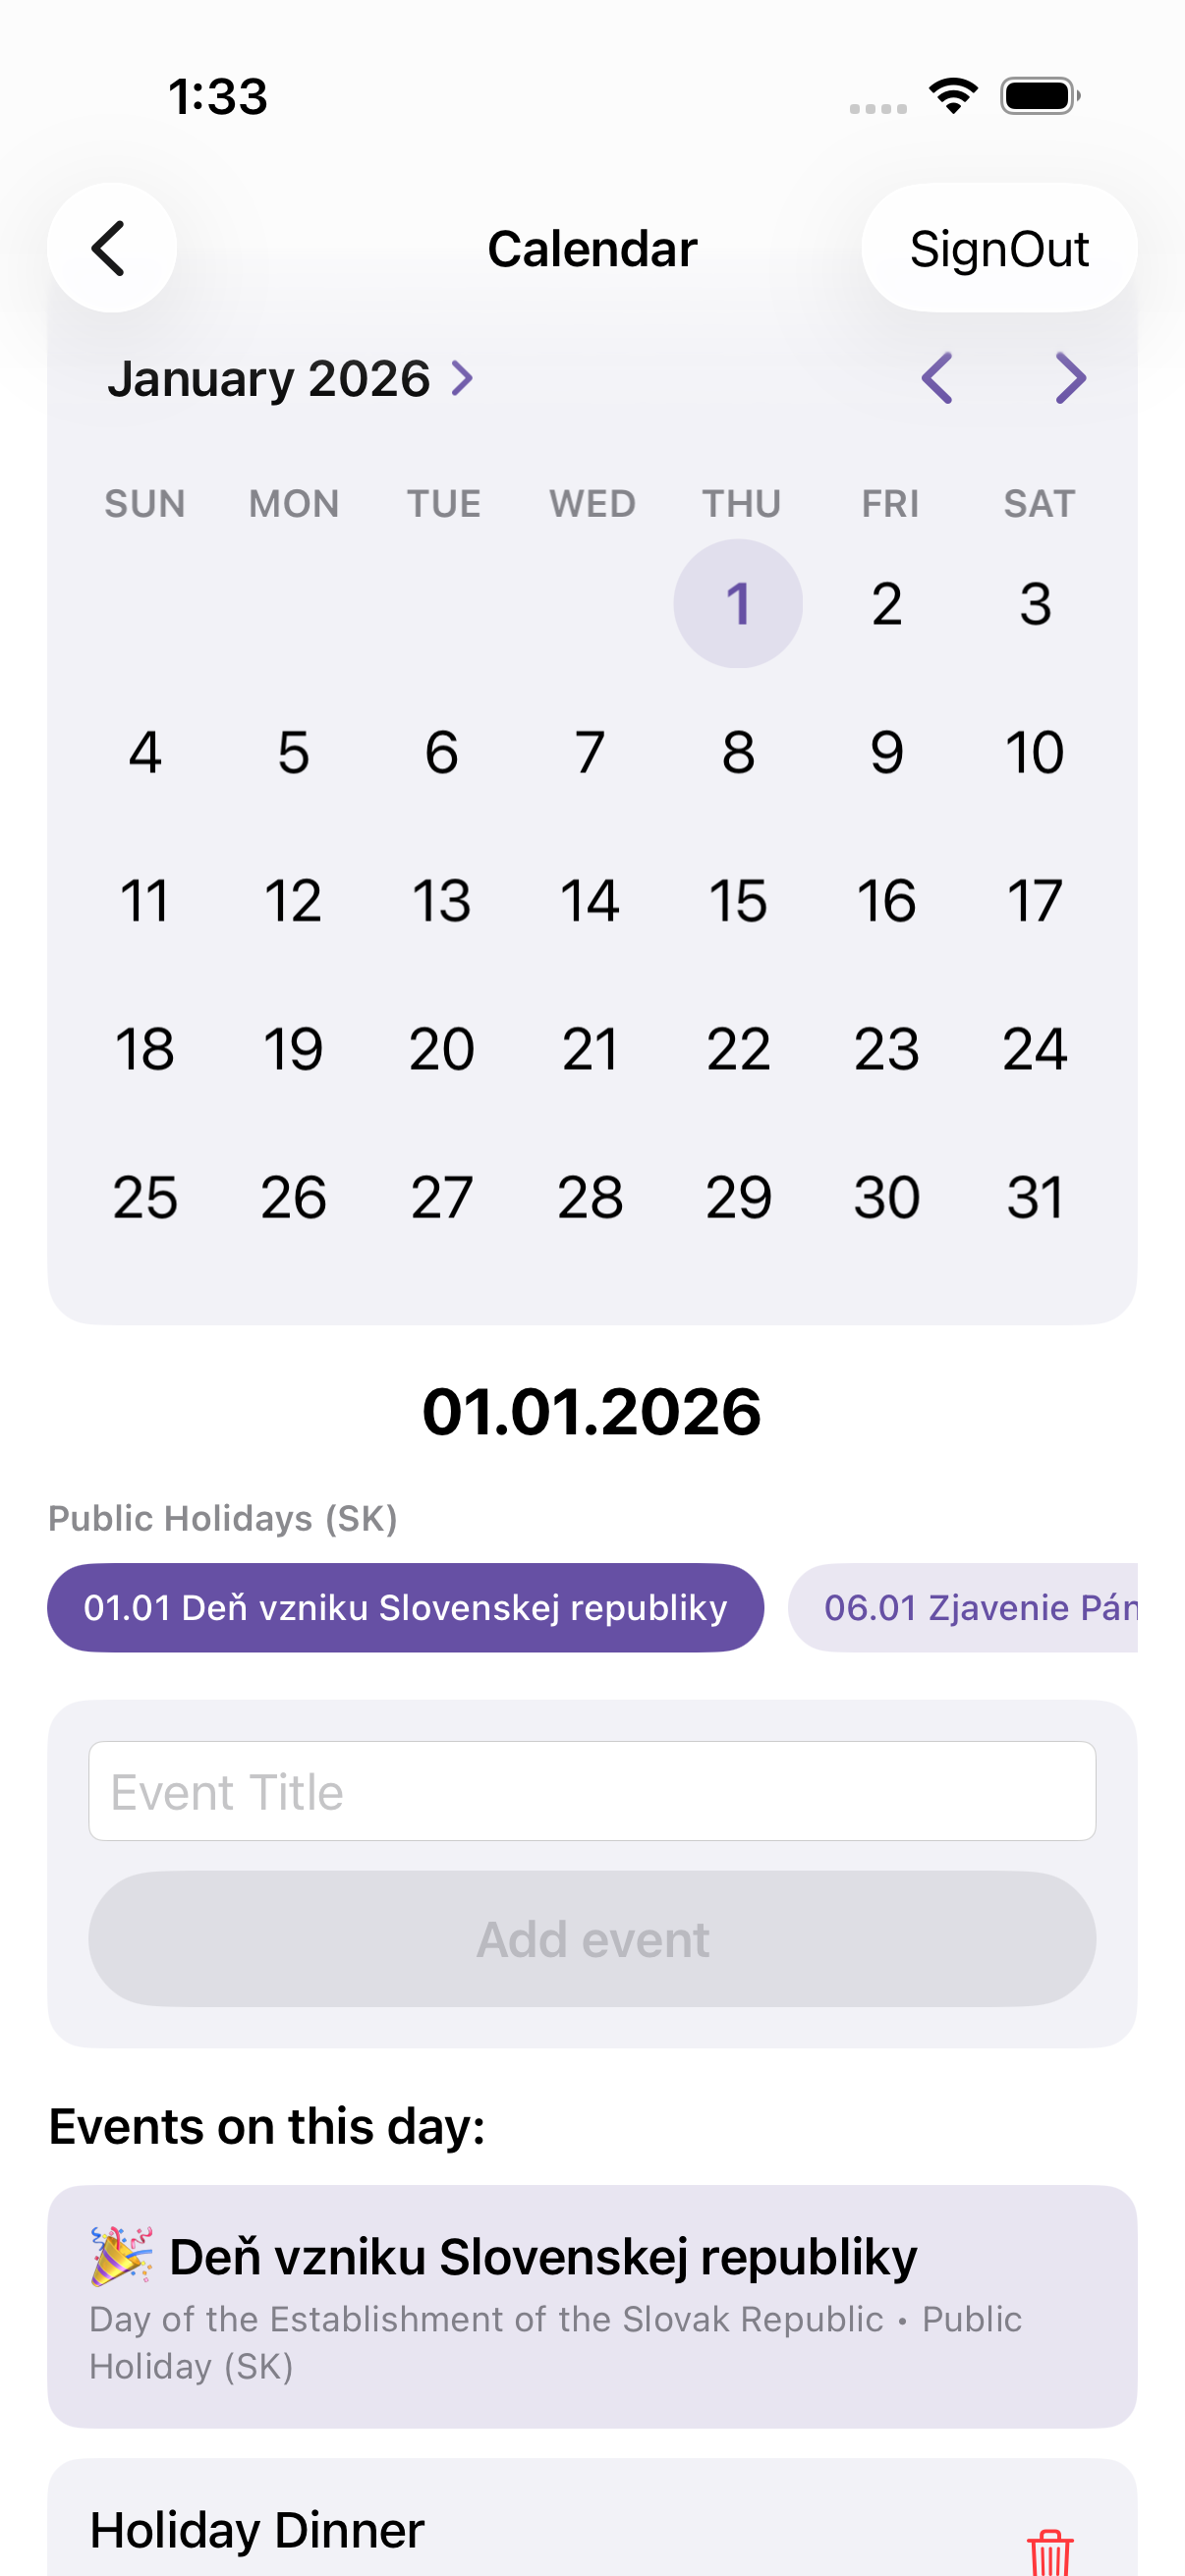 1:33
Calendar
SignOut
January 2026
SUN MON TUE WED THU FRI SAT
1 2 3
4 5 6 7 8 9 10
11 12 13 14 15 16 17
18 19 20 21 22 23 24
25 26 27 28 29 30 31
01.01.2026
Public Holidays (SK)
01.01 Deň vzniku Slovenskej republiky
06.01 Zjavenie Pán
Event Title
Add event
Events on this day:
🎉 Deň vzniku Slovenskej republiky
Day of the Establishment of the Slovak Republic • Public
Holiday (SK)
Holiday Dinner